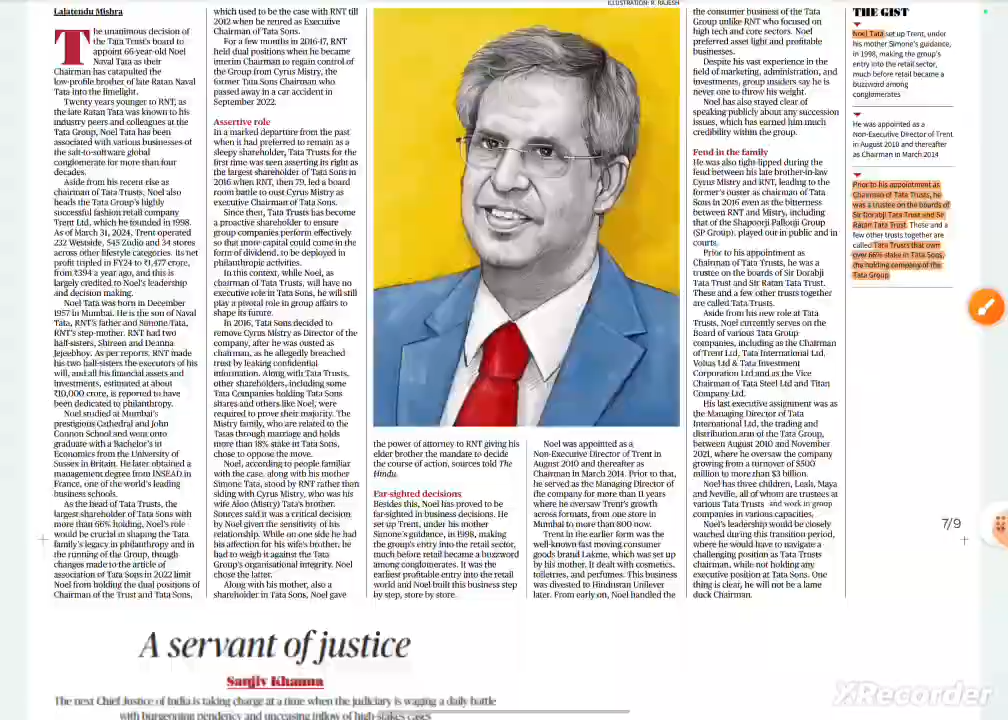 ILLUSTRATION: R. RAJESH
Lalatendu Mishra
The unanimous decision of
the Tata Trust's board to
appoint 66-year-old Noel
Naval Tata as their
Chairman has catapulted the
low-profile brother of late Ratan Naval
Tata into the limelight.
Twenty years younger to RNT, as
the late Ratan Tata was known to his
industry peers and colleagues at the
Tata Group, Noel Tata has been
associated with various businesses of
the salt-to-software global
conglomerate for more than four
decades.
Aside from his recent rise as
chairman of Tata Trusts, Noel also
heads the Tata Group's highly
successful fashion retail company
Trent Ltd, which he founded in 1998.
As of March 31, 2024, Trent operated
232 Westside, 545 Zudio and 34 stores
across other lifestyle categories. Its net
profit tripled in FY24 to ₹1,477 crore,
from ₹394 a year ago, and this is
largely credited to Noel's leadership
and decision making.
Noel Tata was born in December
1957 in Mumbai. He is the son of Naval
Tata, RNT's father and Simone Tata,
RNT's step-mother. RNT had two
half-sisters, Shireen and Deanna
Jejeebhoy. As per reports, RNT made
his two half-sisters the executors of his
will, and all his financial assets and
investments, estimated at about
₹10,000 crore, is reported to have
been dedicated to philanthropy.
Noel studied at Mumbai's
prestigious Cathedral and John
Connon School and went onto
graduate with a Bachelor's in
Economics from the University of
Sussex in Britain. He later obtained a
management degree from INSEAD in
France, one of the world's leading
business schools.
As the head of Tata Trusts, the
largest shareholder of Tata Sons with
more than 66% holding, Noel's role
would be crucial in shaping the Tata
family's legacy in philanthropy and in
the running of the Group, though
changes made to the article of
association of Tata Sons in 2022 limit
Noel from holding the dual positions of
Chairman of the Trust and Tata Sons,
which used to be the case with RNT till
2012 when he retired as Executive
Chairman of Tata Sons.
For a few months in 2016-17, RNT
held dual positions when he became
interim Chairman to regain control of
the Group from Cyrus Mistry, the
former Tata Sons Chairman who
passed away in a car accident in
September 2022.
Assertive role
In a marked departure from the past
when it had preferred to remain as a
sleepy shareholder, Tata Trusts for the
first time was seen asserting its right as
the largest shareholder of Tata Sons in
2016 when RNT, then 79, led a board
room battle to oust Cyrus Mistry as
executive Chairman of Tata Sons.
Since then, Tata Trusts has become
a proactive shareholder to ensure
group companies perform effectively
so that more capital could come in the
form of dividend, to be deployed in
philanthropic activities.
In this context, while Noel, as
chairman of Tata Trusts, will have no
executive role in Tata Sons, he will still
play a pivotal role in group affairs to
shape its future.
In 2016, Tata Sons decided to
remove Cyrus Mistry as Director of the
company, after he was ousted as
chairman, as he allegedly breached
trust by leaking confidential
information. Along with Tata Trusts,
other shareholders, including some
Tata Companies holding Tata Sons
shares and others like Noel, were
required to prove their majority. The
Mistry family, who are related to the
Tatas through marriage and holds
more than 18% stake in Tata Sons,
chose to oppose the move.
Noel, according to people familiar
with the case, along with his mother
Simone Tata, stood by RNT rather than
siding with Cyrus Mistry, who was his
wife Aloo (Mistry) Tata's brother.
Sources said it was a critical decision
by Noel given the sensitivity of his
relationship. While on one side he had
his affection for his wife's brother, he
had to weigh it against the Tata
Group's organisational integrity. Noel
chose the latter.
Along with his mother, also a
shareholder in Tata Sons, Noel gave
the power of attorney to RNT giving his
elder brother the mandate to decide
the course of action, sources told The
Hindu.
Far-sighted decisions
Besides this, Noel has proved to be
far-sighted in business decisions. He
set up Trent, under his mother
Simone's guidance, in 1998, making
the group's entry into the retail sector,
much before retail became a buzzword
among conglomerates. It was the
earliest profitable entry into the retail
world and Noel built this business step
by step, store by store.
Noel was appointed as a
Non-Executive Director of Trent in
August 2010 and thereafter as
Chairman in March 2014. Prior to that,
he served as the Managing Director of
the company for more than 11 years
where he oversaw Trent's growth
across formats, from one store in
Mumbai to more than 800 now.
Trent in the earlier form was the
well-known fast moving consumer
goods brand Lakme, which was set up
by his mother. It dealt with cosmetics,
toiletries, and perfumes. This business
was divested to Hindustan Unilever
later. From early on, Noel handled the
the consumer business of the Tata
Group unlike RNT who focused on
high tech and core sectors. Noel
preferred asset light and profitable
businesses.
Despite his vast experience in the
field of marketing, administration, and
investments, group insiders say he is
never one to throw his weight.
Noel has also stayed clear of
speaking publicly about any succession
issues, which has earned him much
credibility within the group.
Feud in the family
He was also tight-lipped during the
feud between his late brother-in-law
Cyrus Mistry and RNT, leading to the
former's ouster as chairman of Tata
Sons in 2016 even as the bitterness
between RNT and Mistry, including
that of the Shapoorji Pallonji Group
(SP Group), played our in public and in
courts.
Prior to his appointment as
Chairman of Tata Trusts, he was a
trustee on the boards of Sir Dorabji
Tata Trust and Sir Ratan Tata Trust.
These and a few other trusts together
are called Tata Trusts.
Aside from his new role at Tata
Trusts, Noel currently serves on the
Board of various Tata Group
companies, including as the Chairman
of Trent Ltd, Tata International Ltd,
Voltas Ltd & Tata Investment
Corporation Ltd and as the Vice
Chairman of Tata Steel Ltd and Titan
Company Ltd.
His last executive assignment was as
the Managing Director of Tata
International Ltd, the trading and
distribution arm of the Tata Group,
between August 2010 and November
2021, where he oversaw the company
growing from a turnover of $500
million to more than $3 billion.
Noel has three children, Leah, Maya
and Neville, all of whom are trustees at
various Tata Trusts and work in group
companies in various capacities.
Noel's leadership would be closely
watched during this transition period,
where he would have to navigate a
challenging position as Tata Trusts
chairman, while not holding any
executive position at Tata Sons. One
thing is clear, he will not be a lame
duck Chairman.
THE GIST
Noel Tata set up Trent, under
his mother Simone's guidance,
in 1998, making the group's
entry into the retail sector,
much before retail became a
buzzword among
conglomerates
He was appointed as a
Non-Executive Director of Trent
in August 2010 and thereafter
as Chairman in March 2014
Prior to his appointment as
Chairman of Tata Trusts, he
was a trustee on the boards of
Sir Dorabji Tata Trust and Sir
Ratan Tata Trust. These and a
few other trusts together are
called Tata Trusts that own
over 66% stake in Tata Sons,
the holding company of the
Tata Group
7/9
A servant of justice
Sanjiv Khanna
The next Chief Justice of India is taking charge at a time when the judiciary is waging a daily battle
with burgeoning pendency and unceasing inflow of high-stakes cases
XRecorder